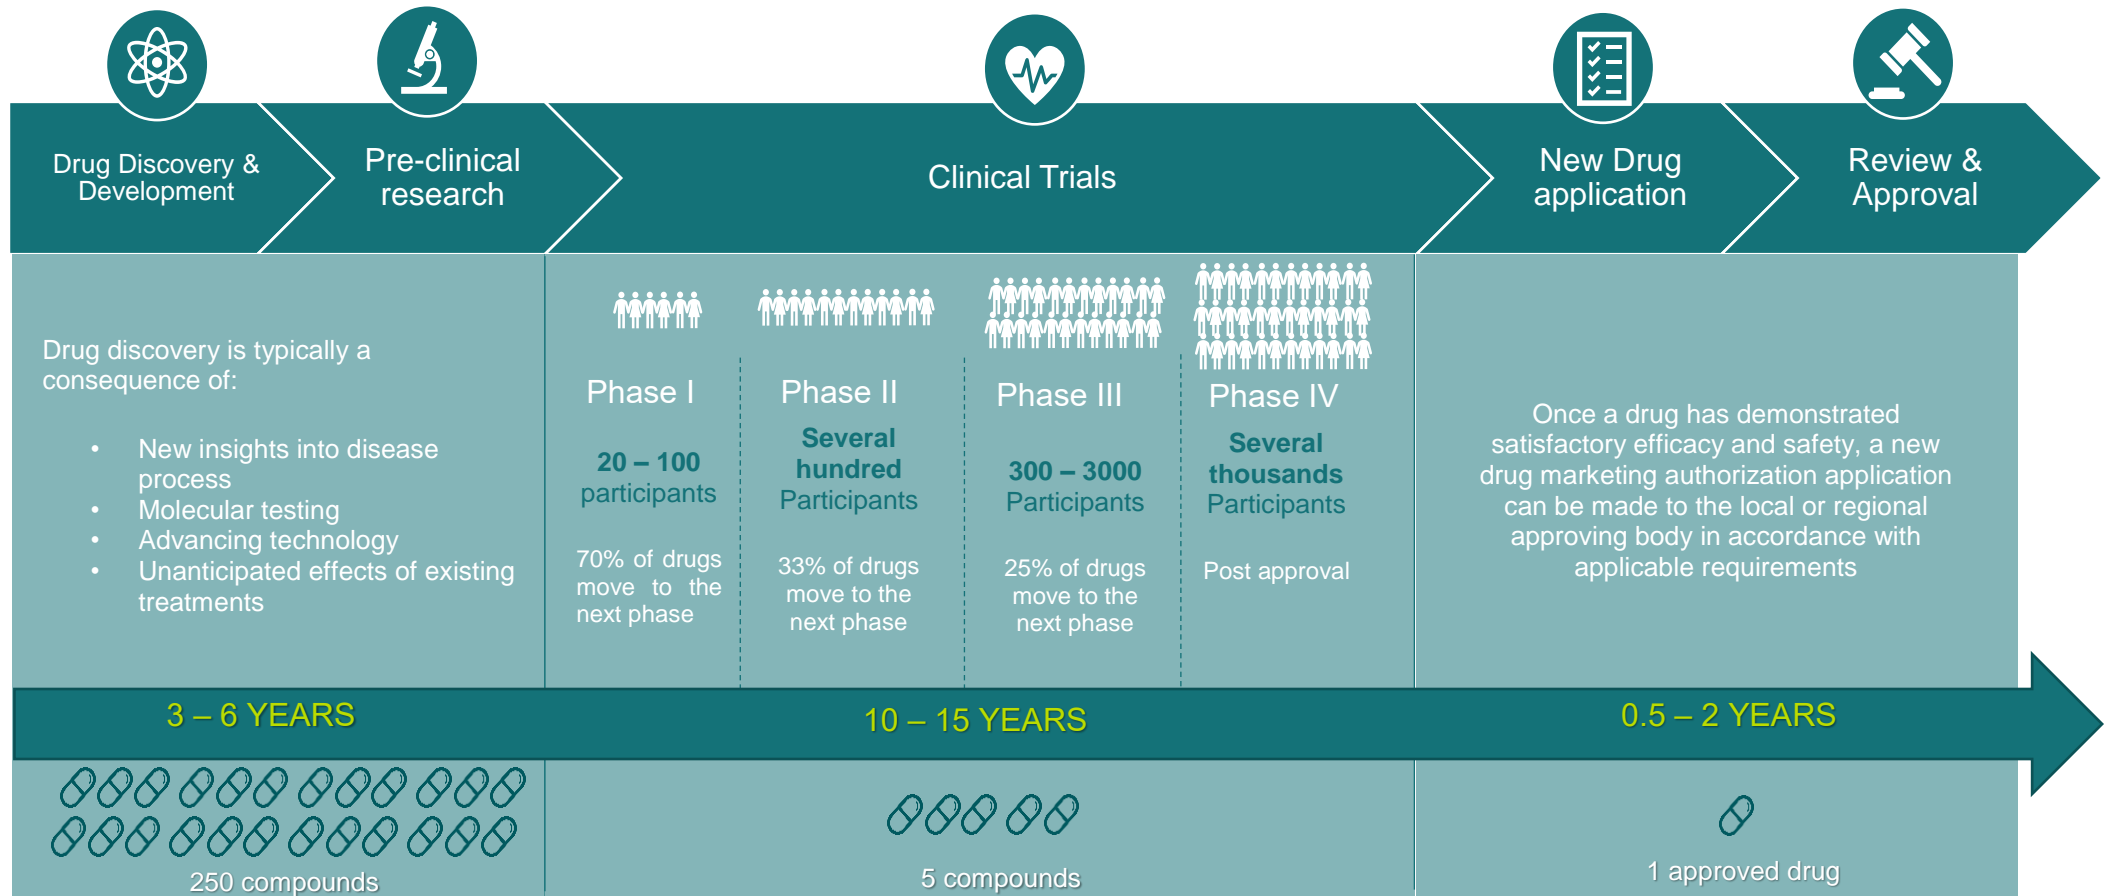 Drug Discovery &
Development
Pre-clinical
research
Clinical Trials
New Drug
application
Review &
Approval
Drug discovery is typically a
consequence of:
• New insights into disease
process
• Molecular testing
• Advancing technology
• Unanticipated effects of existing
treatments
Phase I
20 – 100
participants
70% of drugs
move to the
next phase
Phase II
Several
hundred
Participants
33% of drugs
move to the
next phase
Phase III
300 – 3000
Participants
25% of drugs
move to the
next phase
Phase IV
Several
thousands
Participants
Post approval
Once a drug has demonstrated
satisfactory efficacy and safety, a new
drug marketing authorization application
can be made to the local or regional
approving body in accordance with
applicable requirements
3 – 6 YEARS
10 – 15 YEARS
0.5 – 2 YEARS
250 compounds
5 compounds
1 approved drug